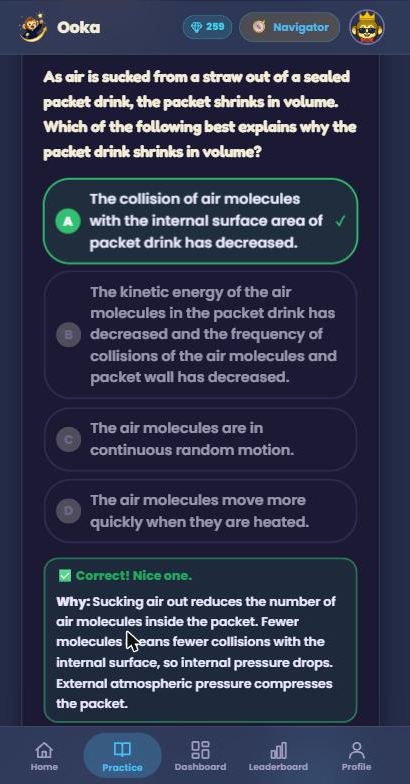 Ooka
259
Navigator
As air is sucked from a straw out of a sealed
packet drink, the packet shrinks in volume.
Which of the following best explains why the
packet drink shrinks in volume?
A
The collision of air molecules
with the internal surface area of
packet drink has decreased.
B
The kinetic energy of the air
molecules in the packet drink has
decreased and the frequency of
collisions of the air molecules and
packet wall has decreased.
C
The air molecules are in
continuous random motion.
D
The air molecules move more
quickly when they are heated.
Correct! Nice one.
Why: Sucking air out reduces the number of
air molecules inside the packet. Fewer
molecules means fewer collisions with the
internal surface, so internal pressure drops.
External atmospheric pressure compresses
the packet.
Home
Practice
Dashboard
Leaderboard
Profile